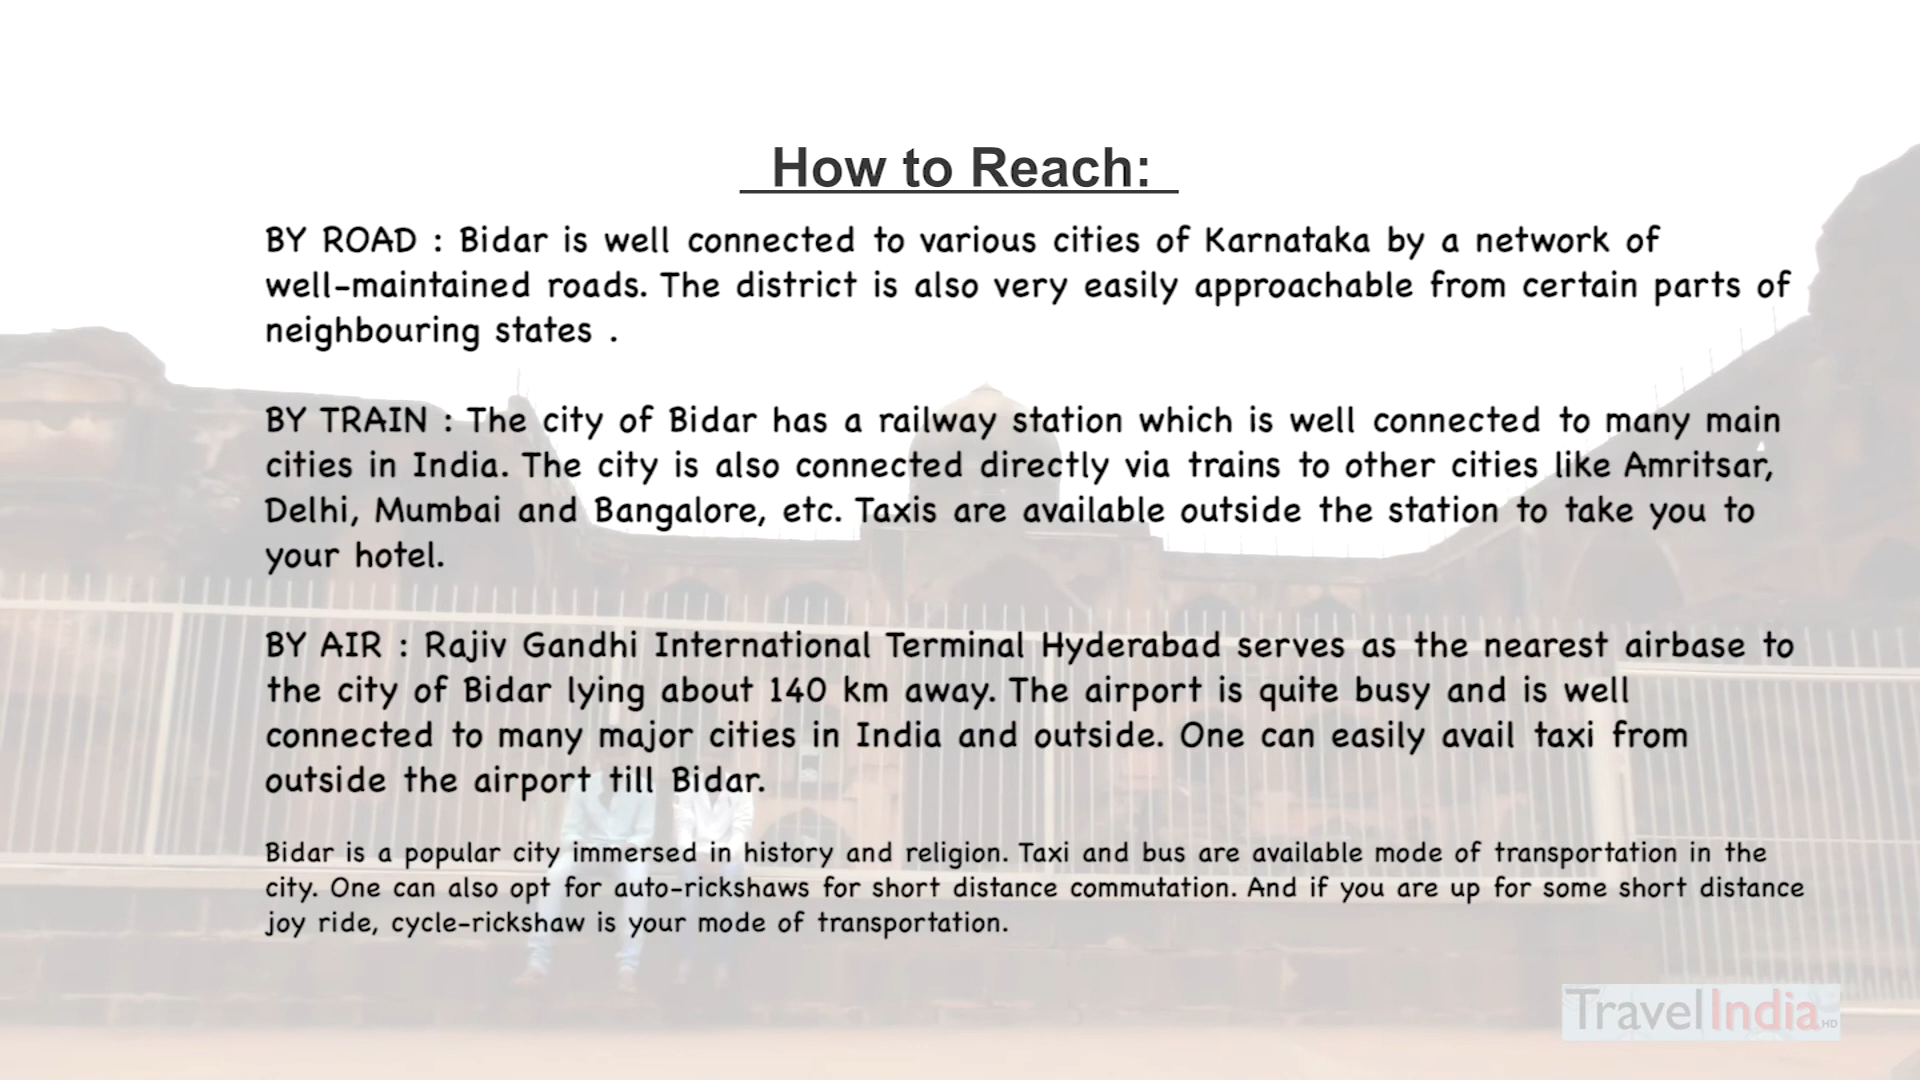 How to Reach:
BY ROAD : Bidar is well connected to various cities of Karnataka by a network of
well-maintained roads. The district is also very easily approachable from certain parts of
neighbouring states .
BY TRAIN : The city of Bidar has a railway station which is well connected to many main
cities in India. The city is also connected directly via trains to other cities like Amritsar,
Delhi, Mumbai and Bangalore, etc. Taxis are available outside the station to take you to
your hotel.
BY AIR : Rajiv Gandhi International Terminal Hyderabad serves as the nearest airbase to
the city of Bidar lying about 140 km away. The airport is quite busy and is well
connected to many major cities in India and outside. One can easily avail taxi from
outside the airport till Bidar.
Bidar is a popular city immersed in history and religion. Taxi and bus are available mode of transportation in the
city. One can also opt for auto-rickshaws for short distance commutation. And if you are up for some short distance
joy ride, cycle-rickshaw is your mode of transportation.
TravelIndia HD